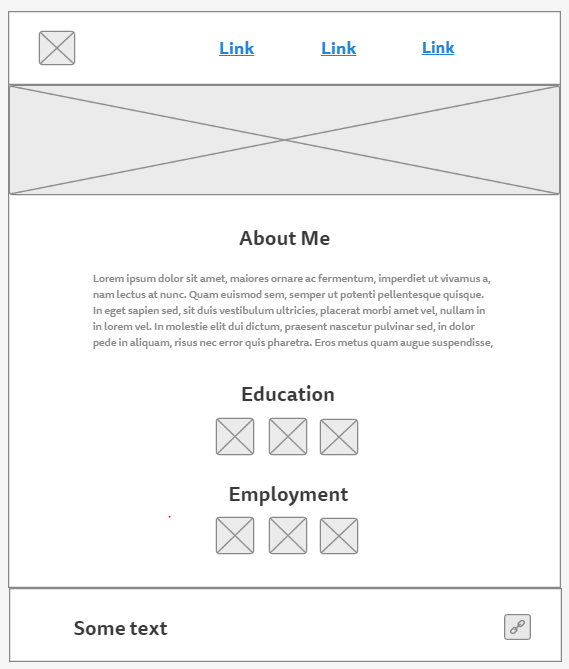 Link Link Link
About Me
Lorem ipsum dolor sit amet, maiores ornare ac fermentum, imperdiet ut vivamus a,
nam lectus at nunc. Quam euismod sem, semper ut potenti pellentesque quisque.
In eget sapien sed, sit duis vestibulum ultricies, placerat morbi amet vel, nullam in
in lorem vel. In molestie elit dui dictum, praesent nascetur pulvinar sed, in dolor
pede in aliquam, risus nec error quis pharetra. Eros metus quam augue suspendisse,
Education
Employment
Some text